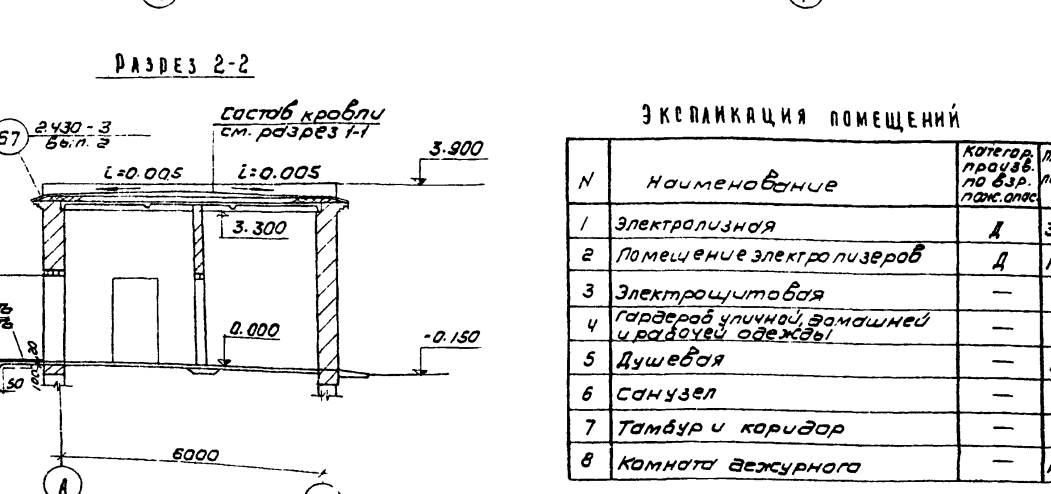 Разрез 2-2
57
2.430-3
вып. 2
состав кровли
см. разрез 1-1
3.900
i=0.005
i=0.005
3.300
0.000
-0.150
50
6000
А
Экспликация помещений
N
Наименование
Категор.
произв.
по взр.
пож.опас.
1 Электролизная Д
2 Помещение электролизеров Д
3 Электрощитовая —
4 Гардероб уличной, домашней
и рабочей одежды —
5 Душевая —
6 Санузел —
7 Тамбур и коридор —
8 Комната дежурного —